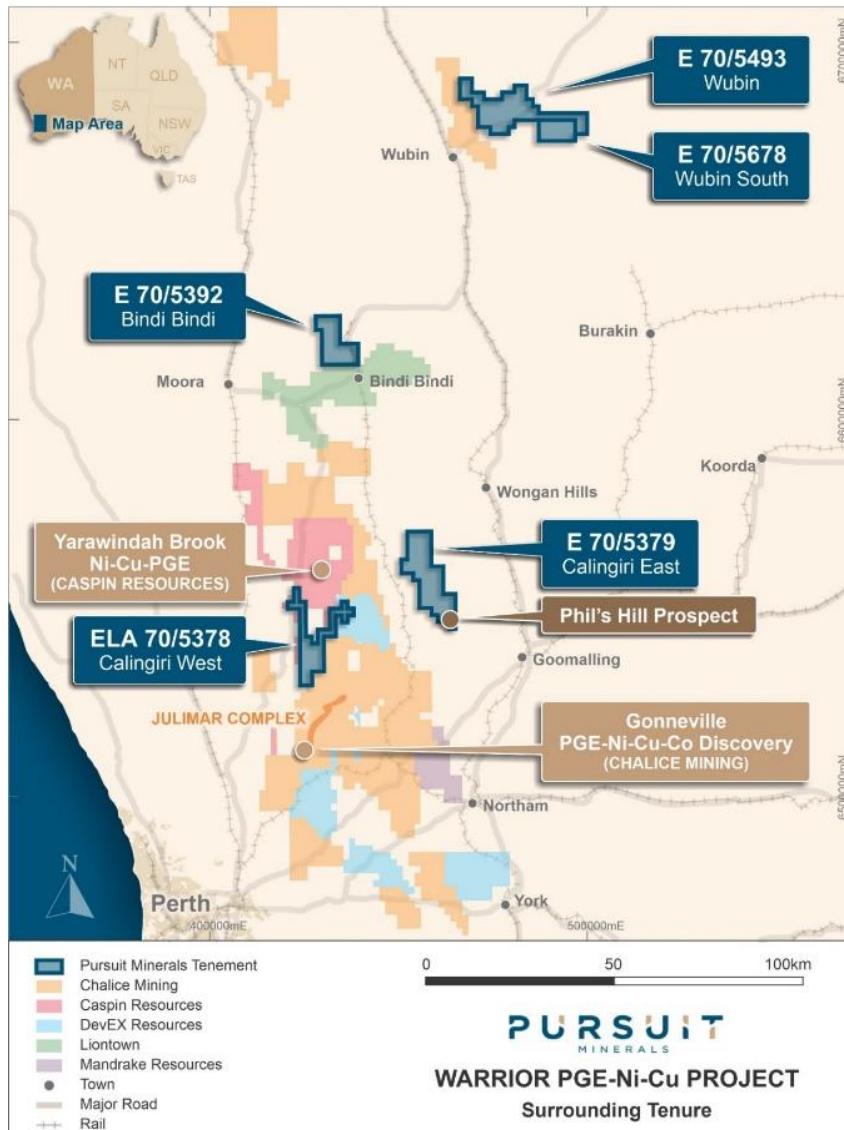 NT
QLD
WA
SA
NSW
VIC
TAS
Map Area
E 70/5493
Wubin
6700000mN
Wubin
E 70/5678
Wubin South
E 70/5392
Bindi Bindi
Burakin
Moora
Bindi Bindi
6600000mN
Koorda
Wongan Hills
Yarawindah Brook
Ni-Cu-PGE
(CASPIN RESOURCES)
E 70/5379
Calingiri East
Phil's Hill Prospect
ELA 70/5378
Calingiri West
Goomalling
JULIMAR COMPLEX
Gonneville
PGE-Ni-Cu-Co Discovery
(CHALICE MINING)
Northam
6500000mN
N
Perth
York
400000mE
500000mE
Pursuit Minerals Tenement
Chalice Mining
Caspin Resources
DevEX Resources
Liontown
Mandrake Resources
Town
Major Road
Rail
0 50 100km
PURSUIT
MINERALS
WARRIOR PGE-Ni-Cu PROJECT
Surrounding Tenure